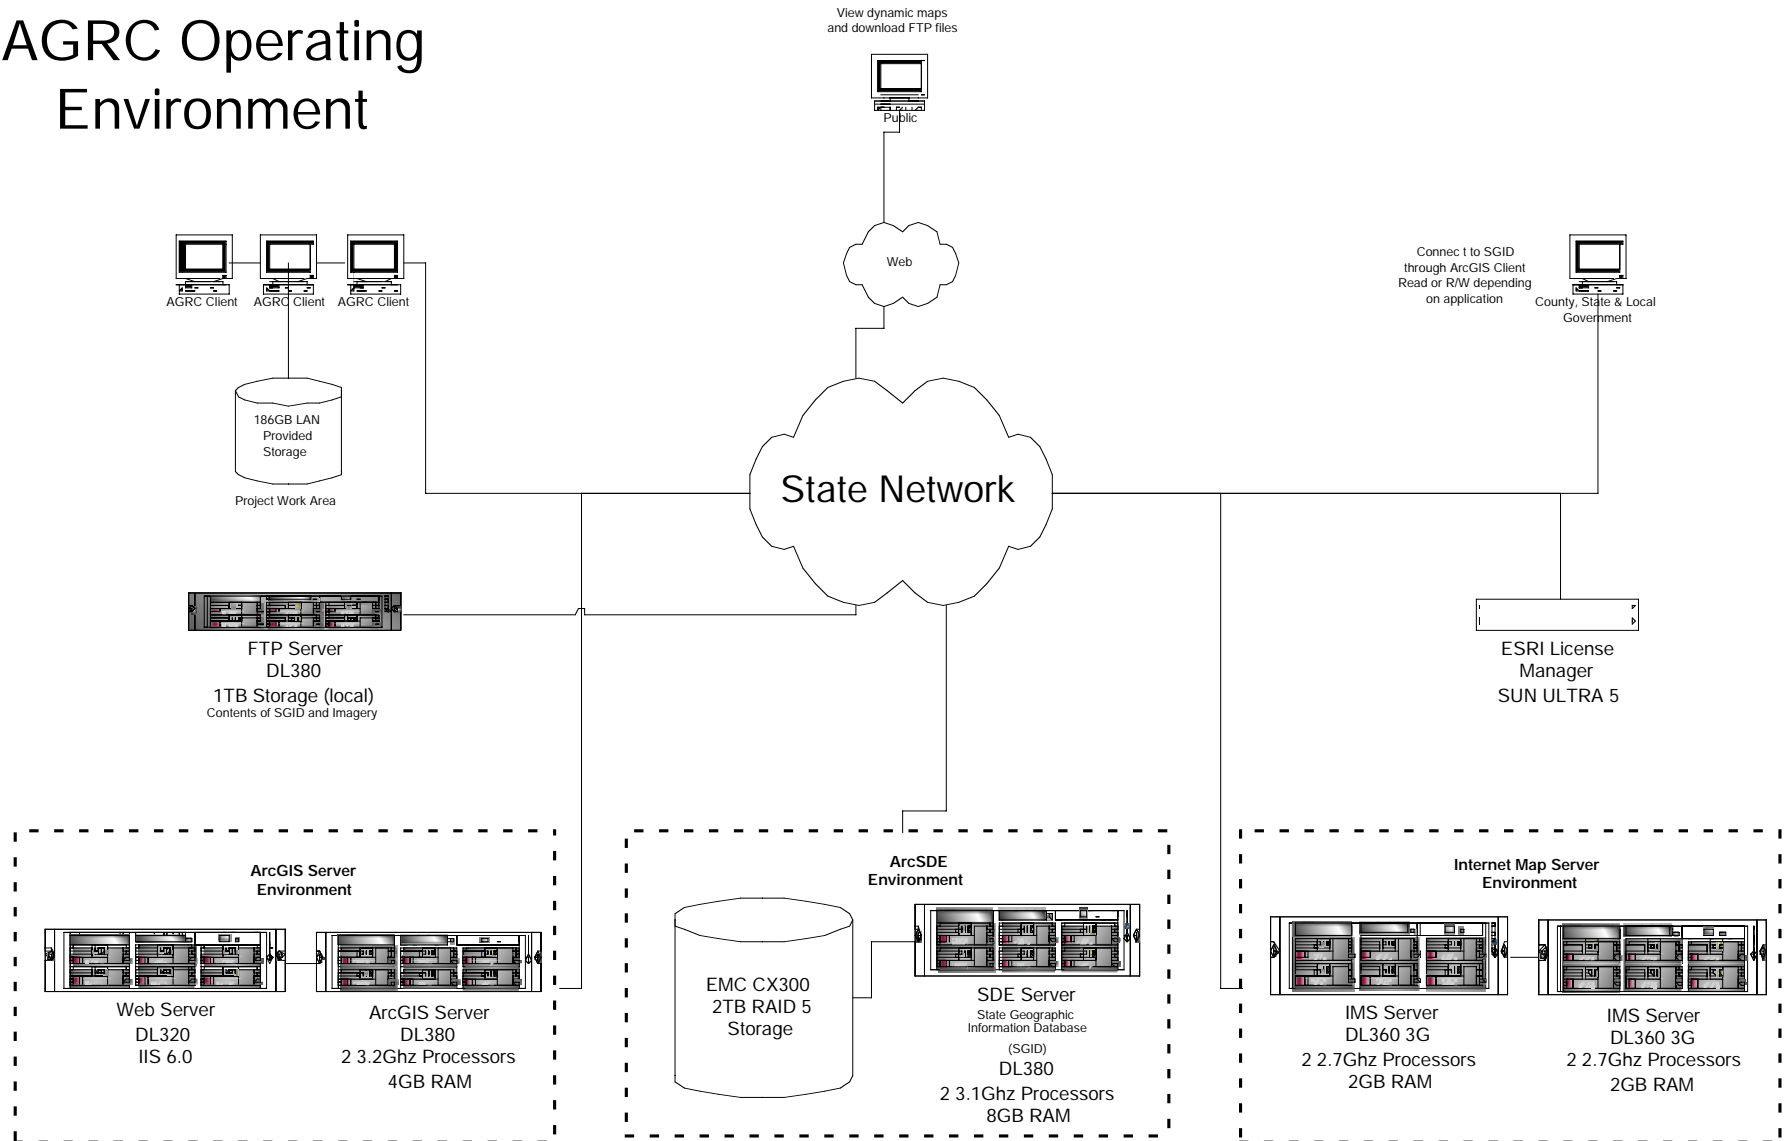 AGRC Operating
Environment
View dynamic maps
and download FTP files
Public
Web
AGRC Client
AGRC Client
AGRC Client
Connec t to SGID
through ArcGIS Client
Read or R/W depending
on application
County, State & Local
Government
186GB LAN
Provided
Storage
Project Work Area
State Network
FTP Server
DL380
1TB Storage (local)
Contents of SGID and Imagery
ESRI License
Manager
SUN ULTRA 5
ArcGIS Server
Environment
Web Server
DL320
IIS 6.0
ArcGIS Server
DL380
2 3.2Ghz Processors
4GB RAM
ArcSDE
Environment
EMC CX300
2TB RAID 5
Storage
SDE Server
State Geographic
Information Database
(SGID)
DL380
2 3.1Ghz Processors
8GB RAM
Internet Map Server
Environment
IMS Server
DL360 3G
2 2.7Ghz Processors
2GB RAM
IMS Server
DL360 3G
2 2.7Ghz Processors
2GB RAM